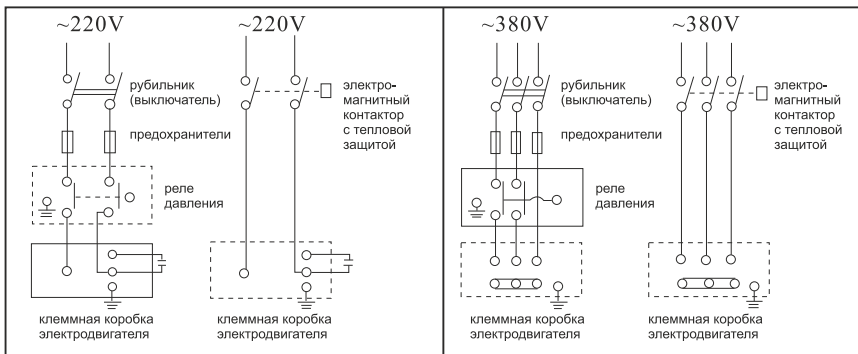 ~220V
~220V
рубильник
(выключатель)
предохранители
реле
давления
электро-
магнитный
контактор
с тепловой
защитой
клеммная коробка
электродвигателя
клеммная коробка
электродвигателя
~380V
~380V
рубильник
(выключатель)
предохранители
реле
давления
электро-
магнитный
контактор
с тепловой
защитой
клеммная коробка
электродвигателя
клеммная коробка
электродвигателя